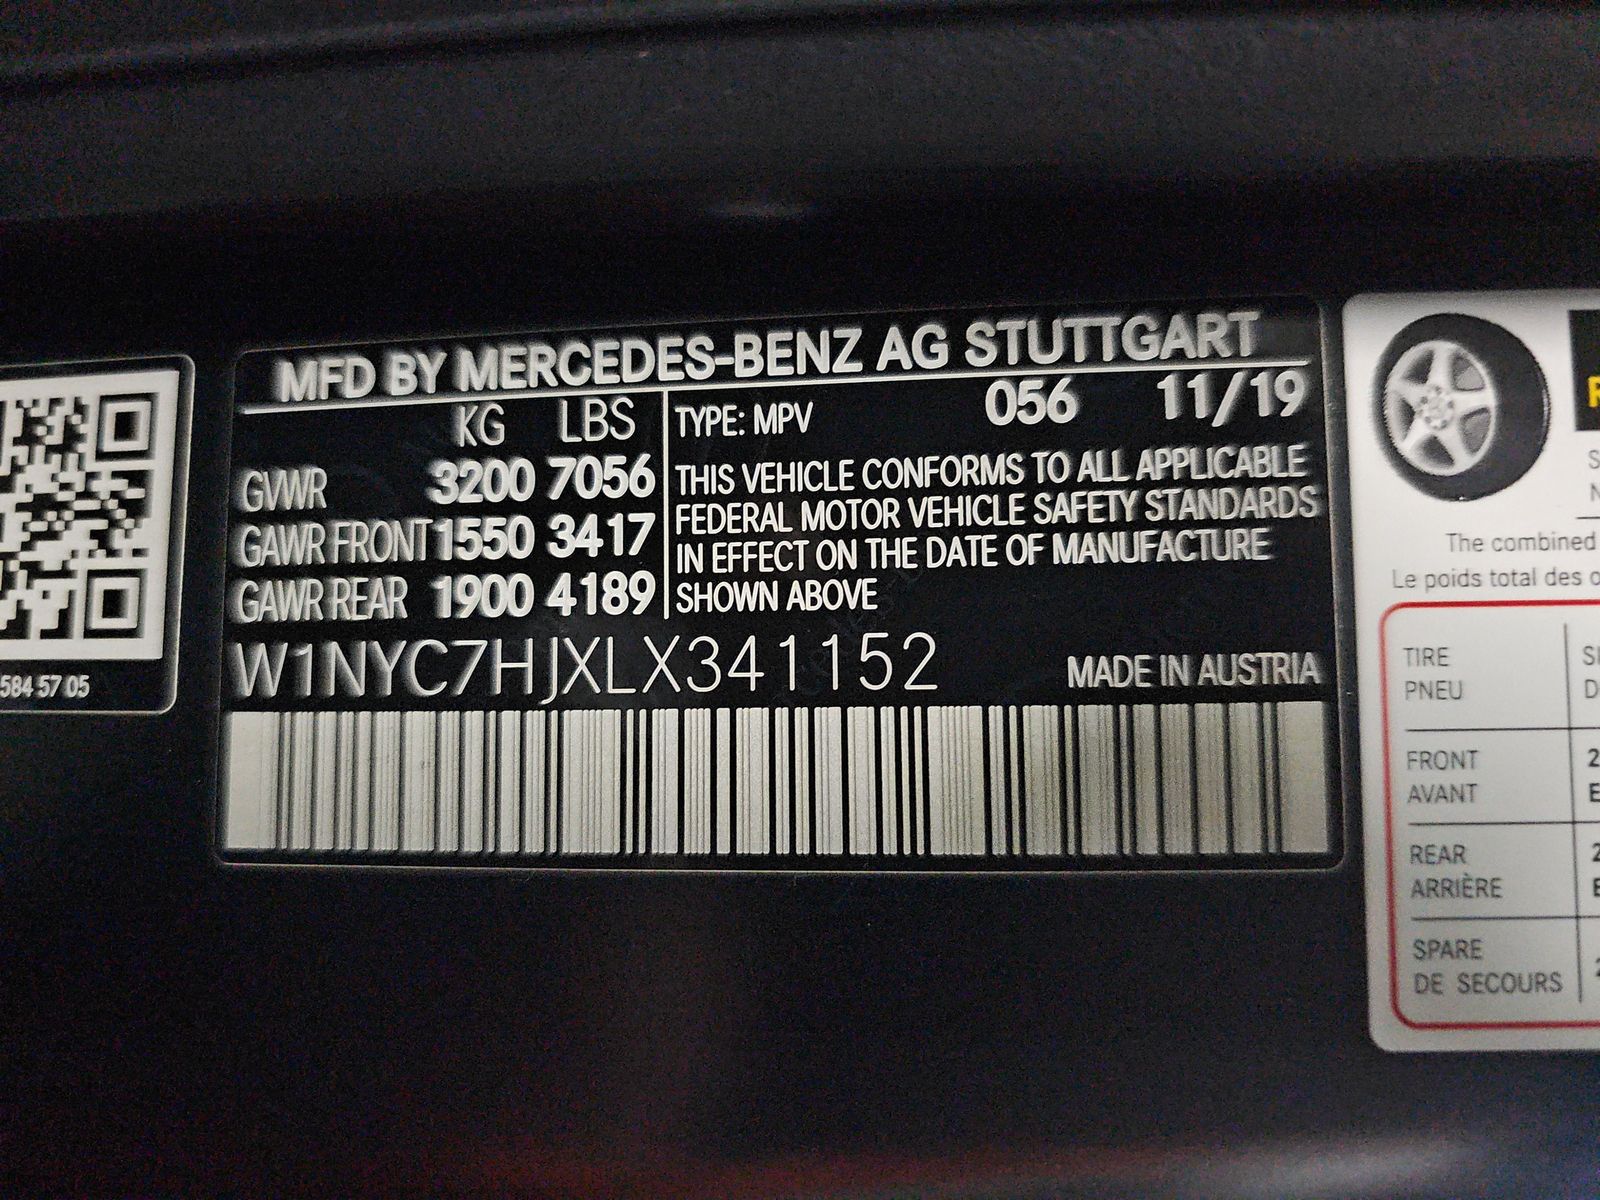 MFD BY MERCEDES-BENZ AG STUTTGART
KG LBS
GVWR 3200 7056
GAWR FRONT 1550 3417
GAWR REAR 1900 4189
TYPE: MPV 056 11/19
THIS VEHICLE CONFORMS TO ALL APPLICABLE
FEDERAL MOTOR VEHICLE SAFETY STANDARDS
IN EFFECT ON THE DATE OF MANUFACTURE
SHOWN ABOVE
W1NYC7HJXLX341152 MADE IN AUSTRIA
584 57 05
The combined
Le poids total des
TIRE
PNEU
FRONT
AVANT
REAR
ARRIÈRE
SPARE
DE SECOURS